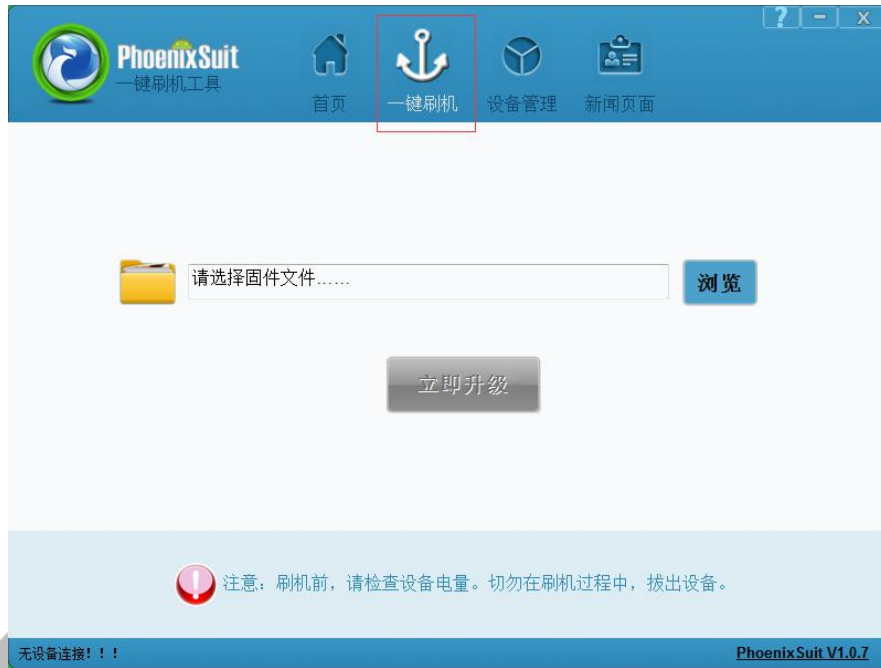 ? － x
PhoenixSuit
一键刷机工具
首页
一键刷机
设备管理
新闻页面
请选择固件文件……
浏览
立即升级
注意：刷机前，请检查设备电量。切勿在刷机过程中，拔出设备。
无设备连接！！！
PhoenixSuit V1.0.7